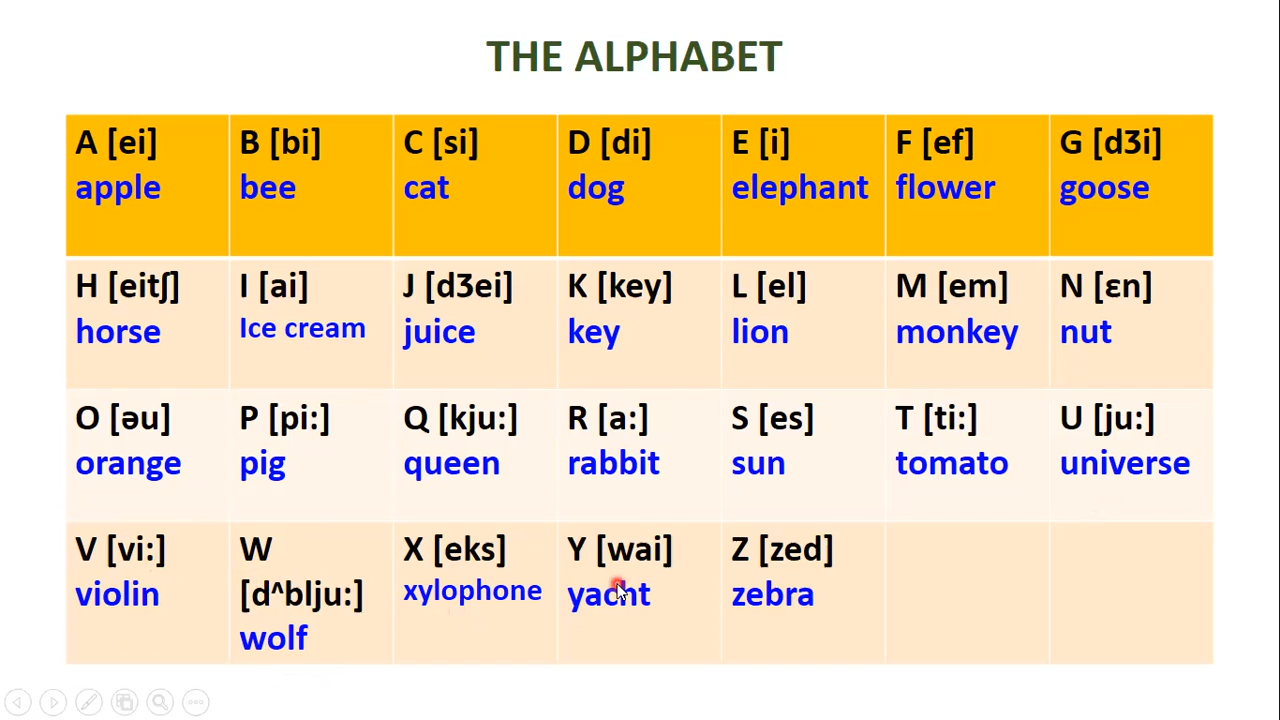 THE ALPHABET
A [ei]
apple
B [bi]
bee
C [si]
cat
D [di]
dog
E [i]
elephant
F [ef]
flower
G [dƷi]
goose
H [eitʃ]
horse
I [ai]
Ice cream
J [dƷei]
juice
K [key]
key
L [el]
lion
M [em]
monkey
N [ɛn]
nut
O [əu]
orange
P [pi:]
pig
Q [kju:]
queen
R [a:]
rabbit
S [es]
sun
T [ti:]
tomato
U [ju:]
universe
V [vi:]
violin
W
[d^blju:]
wolf
X [eks]
xylophone
Y [wai]
yacht
Z [zed]
zebra